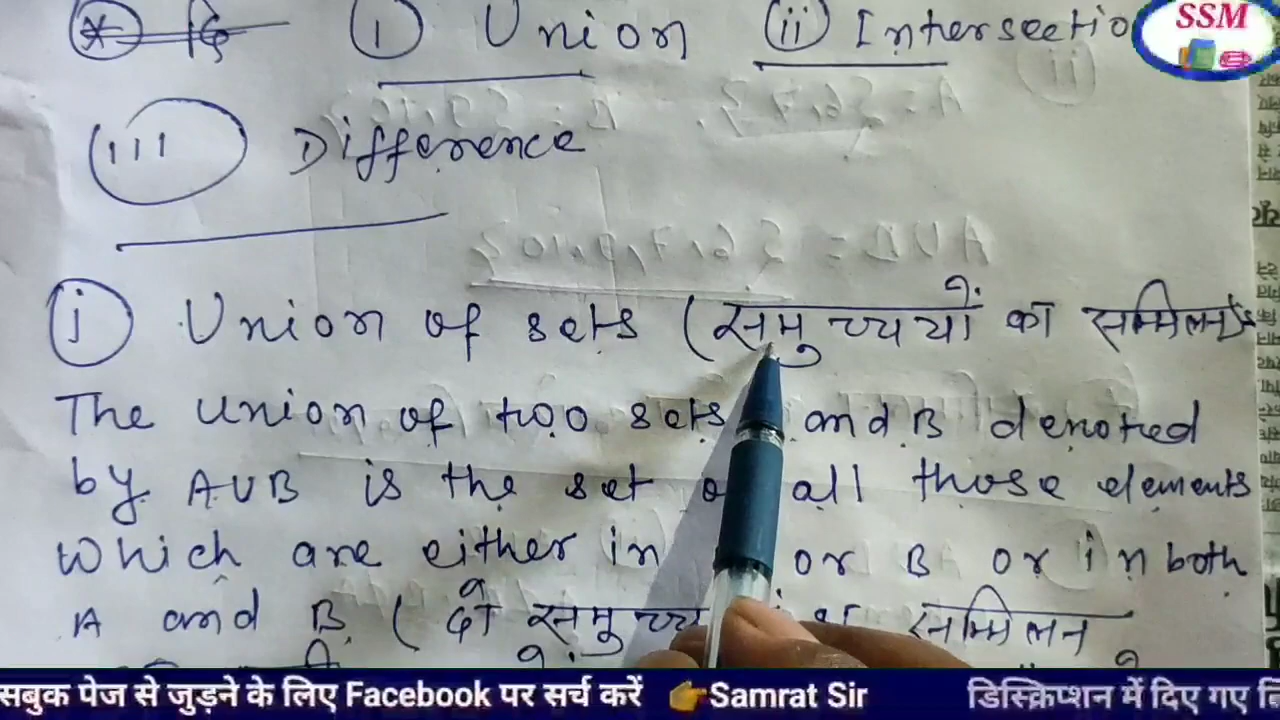 (i) Union (ii) Intersectio
SSM
(iii) Difference
(i) Union of sets (समुच्चयों का सम्मिलन)
The union of two sets and B denoted
by AUB is the set of all those elements
which are either in or B or in both
A and B (दो समुच्च सम्मिलन
सबुक पेज से जुड़ने के लिए Facebook पर सर्च करें 👉Samrat Sir डिस्क्रिप्शन में दिए गए